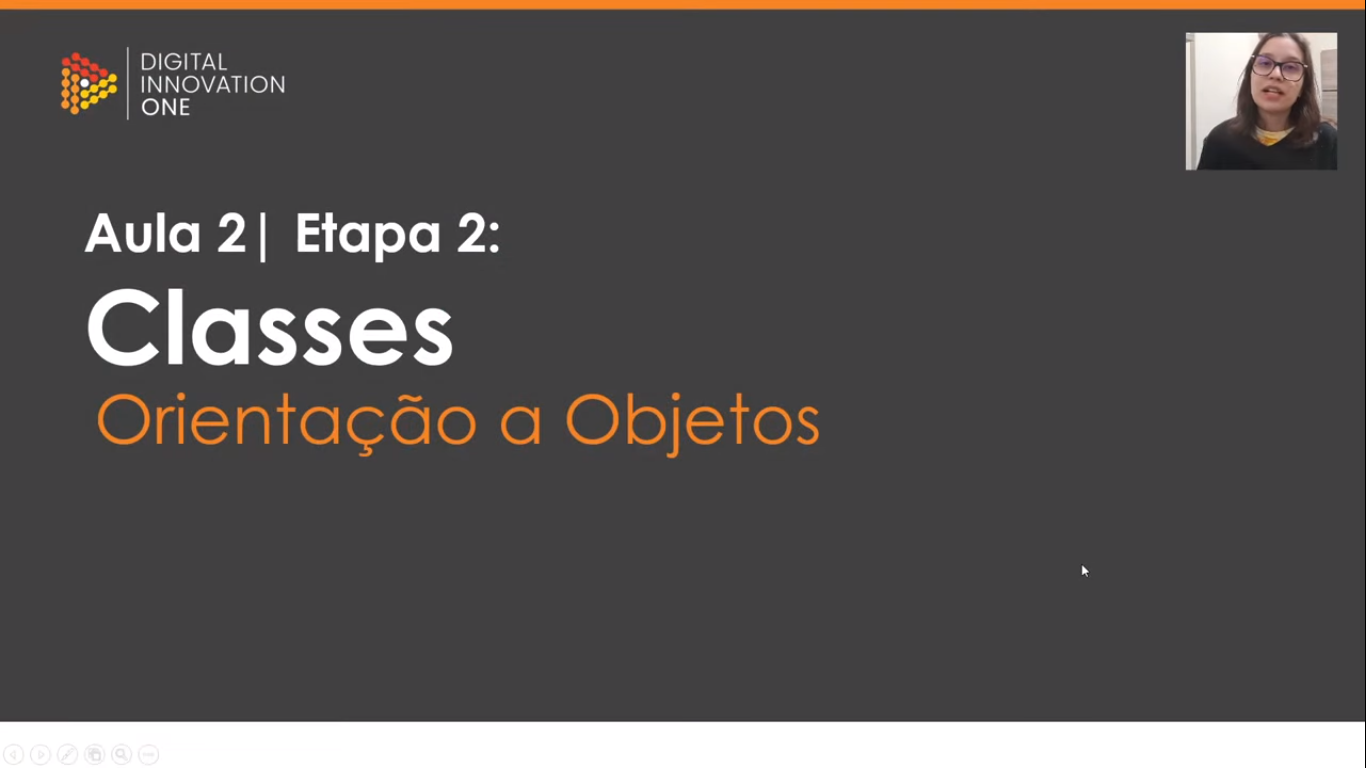 DIGITAL
INNOVATION
ONE
Aula 2| Etapa 2:
Classes
Orientação a Objetos